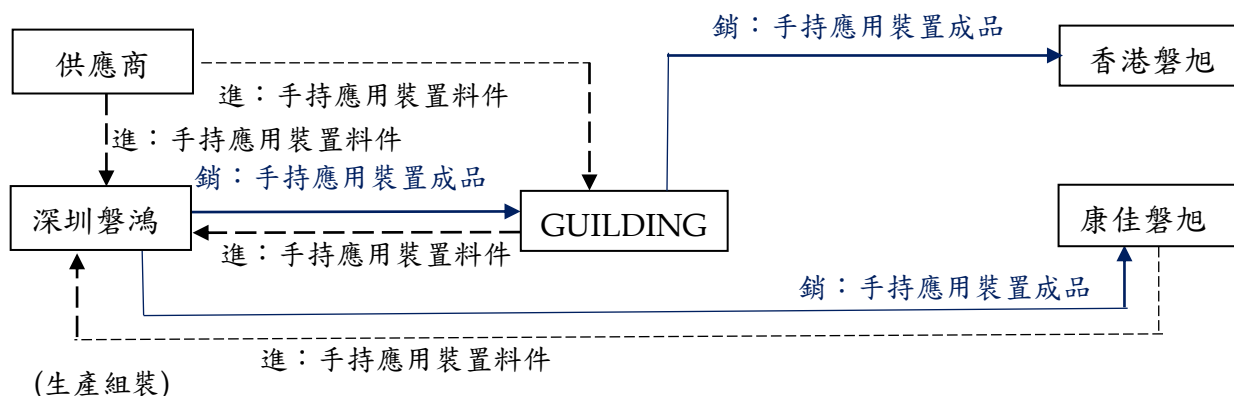 銷：手持應用裝置成品
供應商
香港磐旭
進：手持應用裝置料件
進：手持應用裝置料件
銷：手持應用裝置成品
深圳磐鴻
GUILDING
康佳磐旭
進：手持應用裝置料件
銷：手持應用裝置成品
進：手持應用裝置料件
(生產組裝)